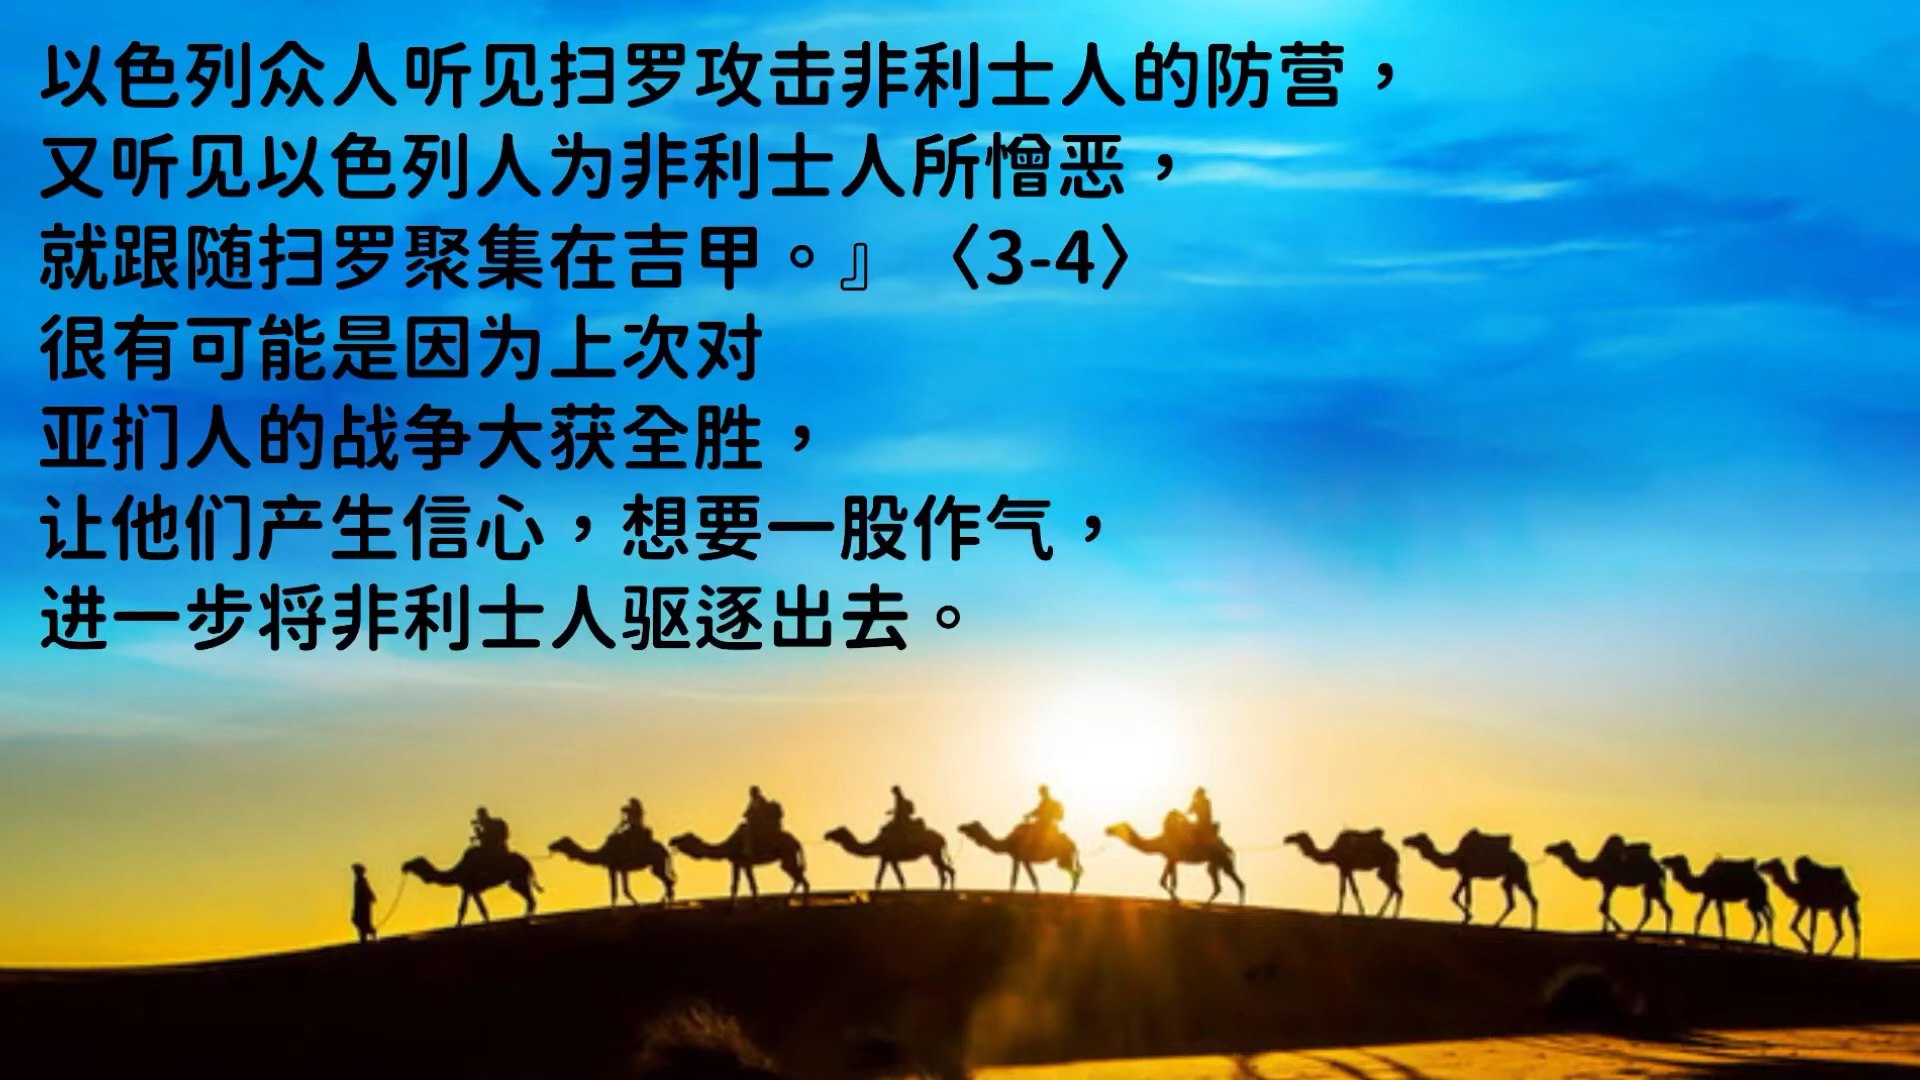 以色列众人听见扫罗攻击非利士人的防营，
又听见以色列人为非利士人所憎恶，
就跟随扫罗聚集在吉甲。』〈3-4〉
很有可能是因为上次对
亚扪人的战争大获全胜，
让他们产生信心，想要一股作气，
进一步将非利士人驱逐出去。